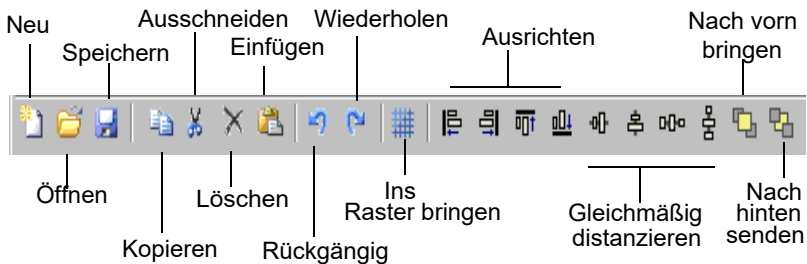 Neu
Speichern
Ausschneiden
Einfügen
Wiederholen
Ausrichten
Nach vorn
bringen
Öffnen
Kopieren
Löschen
Rückgängig
Ins
Raster bringen
Gleichmäßig
distanzieren
Nach
hinten
senden